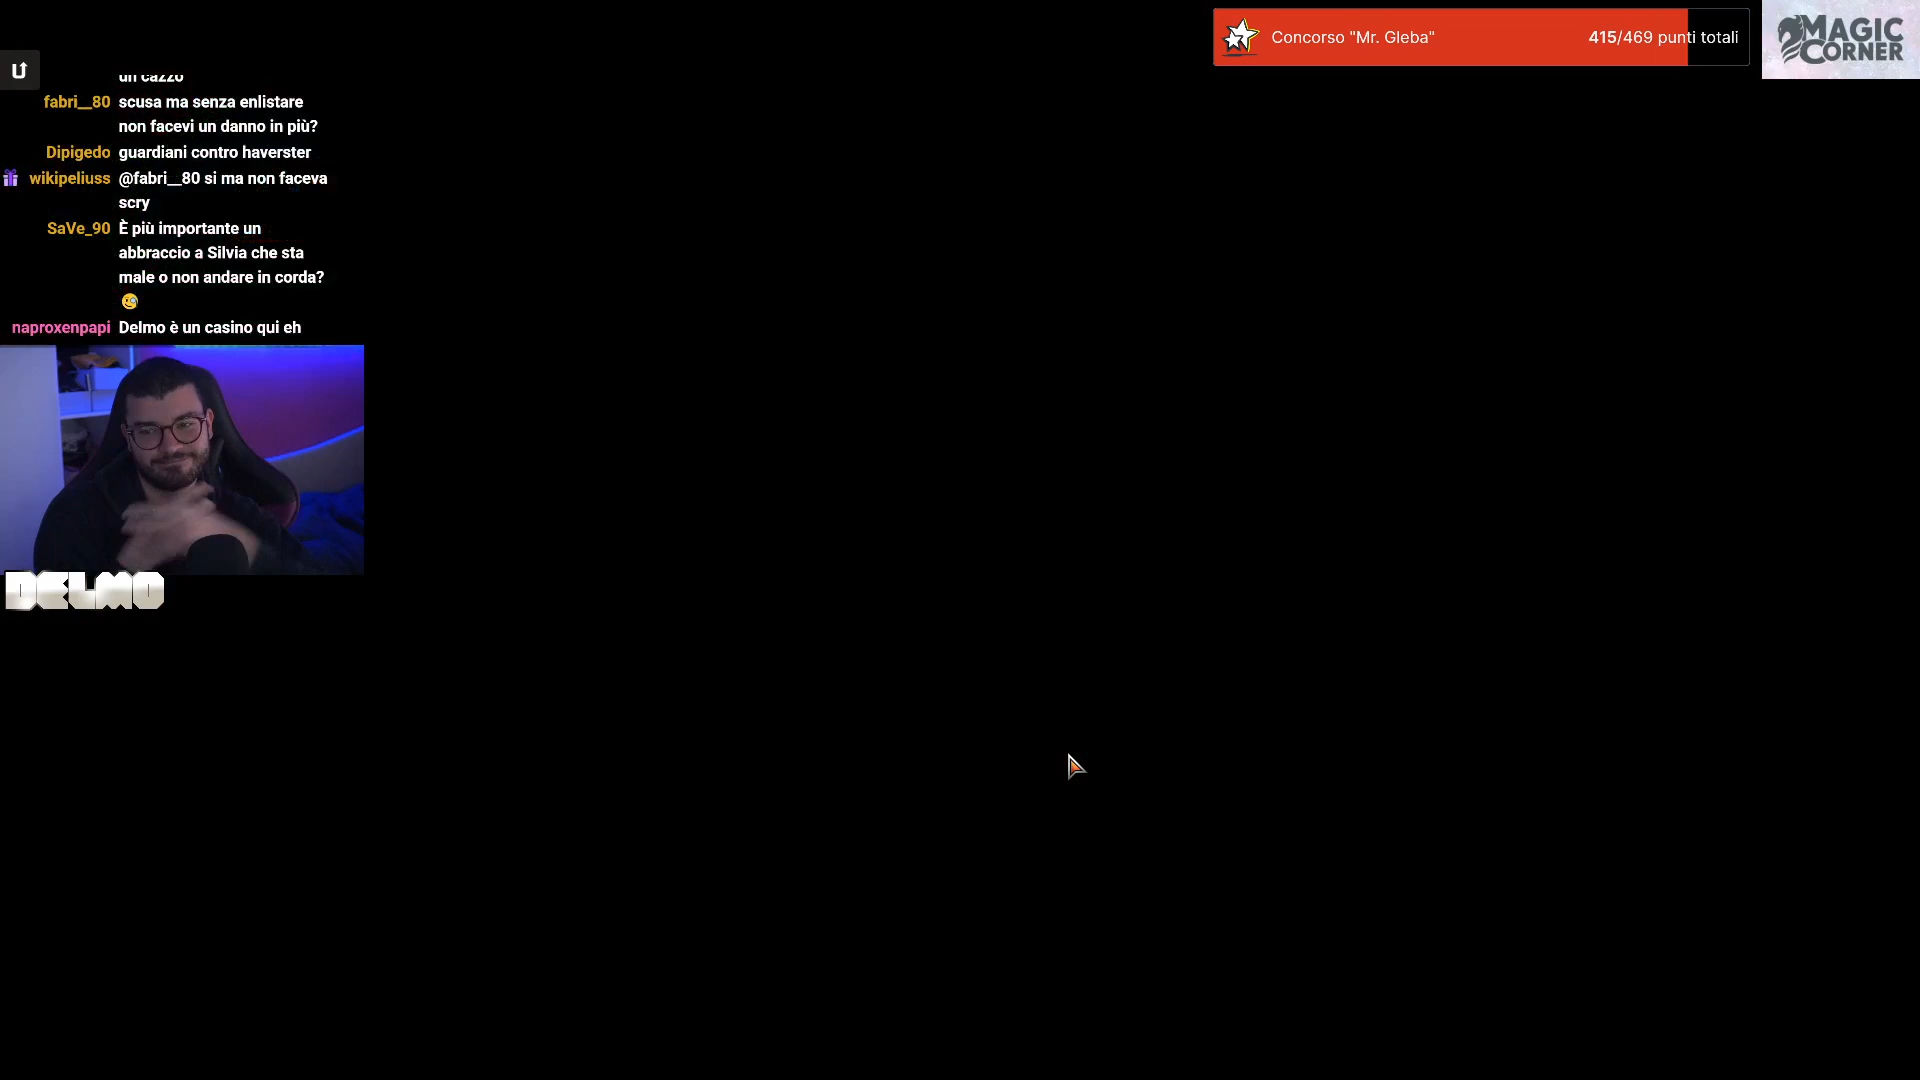 Concorso "Mr. Gleba"
415/469 punti totali
MAGIC
CORNER
un cazzo
fabri__80 scusa ma senza enlistare
non facevi un danno in più?
Dipigedo guardiani contro haverster
wikipeliuss @fabri__80 si ma non faceva
scry
SaVe_90 È più importante un
abbraccio a Silvia che sta
male o non andare in corda?
naproxenpapi Delmo è un casino qui eh
DELMO